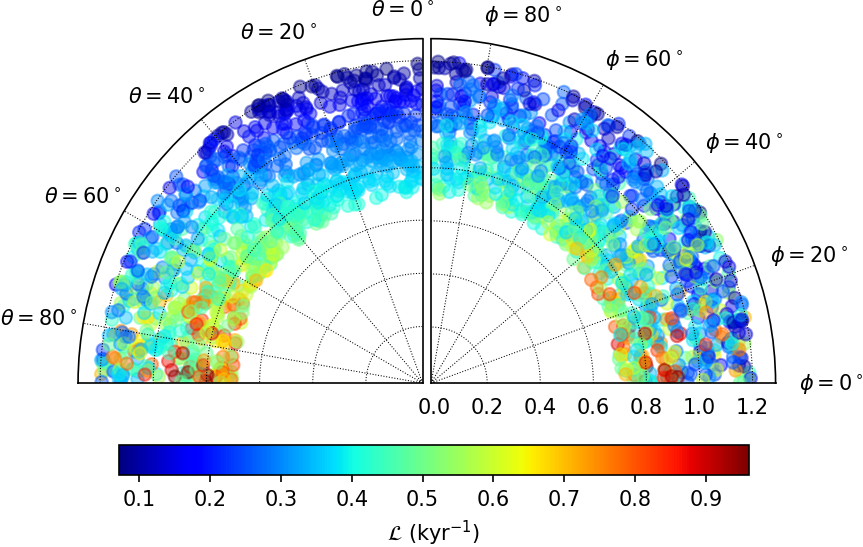 θ = 0° ϕ = 80°
θ = 20° ϕ = 60°
θ = 40° ϕ = 40°
θ = 60° ϕ = 20°
θ = 80° ϕ = 0°
0.0 0.2 0.4 0.6 0.8 1.0 1.2
0.1 0.2 0.3 0.4 0.5 0.6 0.7 0.8 0.9
ℒ (kyr⁻¹)